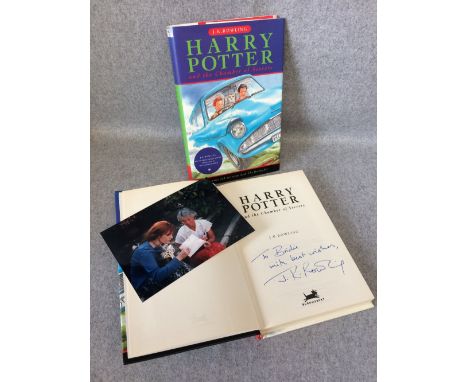 J.K.ROWLING
HARRY
POTTER
and the Chamber of Secrets
HARRY
POTTER
and the Chamber of Secrets
J. K. ROWLING
To Birdie
with best wishes,
J. K. Rowling
BLOOMSBURY